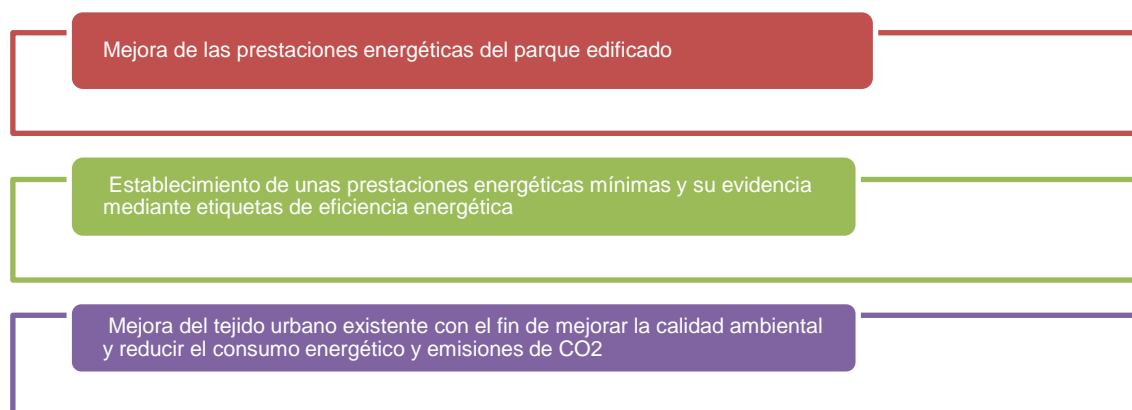 Mejora de las prestaciones energéticas del parque edificado
Establecimiento de unas prestaciones energéticas mínimas y su evidencia
mediante etiquetas de eficiencia energética
Mejora del tejido urbano existente con el fin de mejorar la calidad ambiental
y reducir el consumo energético y emisiones de CO2